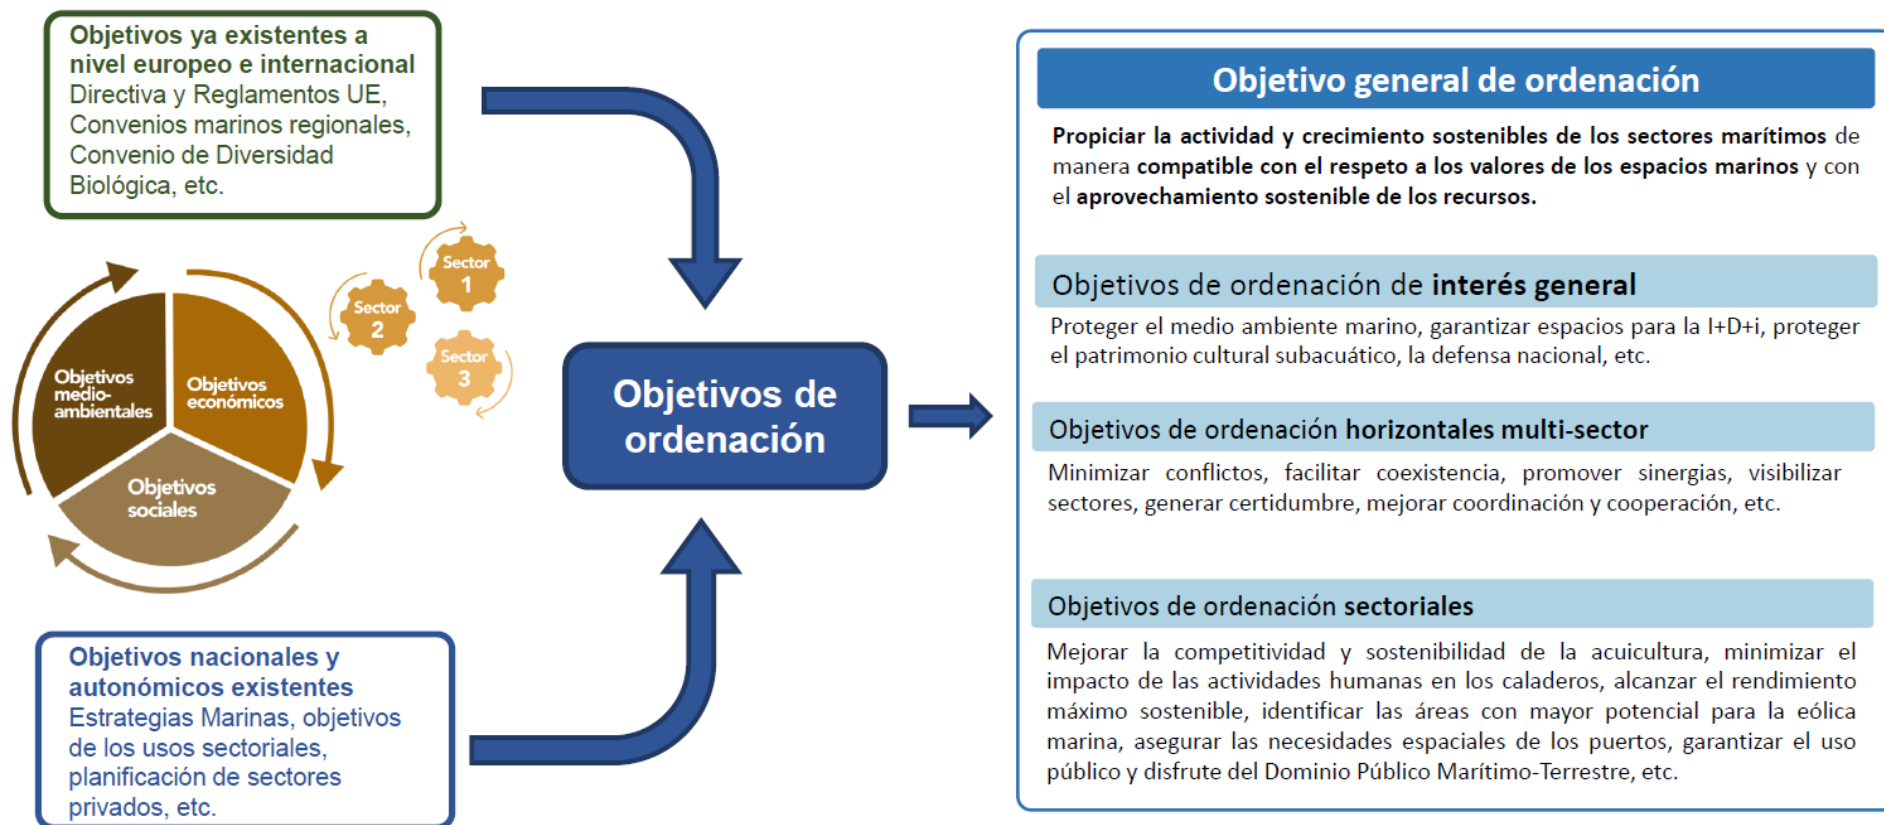 Objetivos ya existentes a
nivel europeo e internacional
Directiva y Reglamentos UE,
Convenios marinos regionales,
Convenio de Diversidad
Biológica, etc.
Sector
1
Sector
2
Sector
3
Objetivos
medio-
ambientales
Objetivos
económicos
Objetivos
sociales
Objetivos nacionales y
autonómicos existentes
Estrategias Marinas, objetivos
de los usos sectoriales,
planificación de sectores
privados, etc.
Objetivos de
ordenación
Objetivo general de ordenación
Propiciar la actividad y crecimiento sostenibles de los sectores marítimos de
manera compatible con el respeto a los valores de los espacios marinos y con
el aprovechamiento sostenible de los recursos.
Objetivos de ordenación de interés general
Proteger el medio ambiente marino, garantizar espacios para la I+D+i, proteger
el patrimonio cultural subacuático, la defensa nacional, etc.
Objetivos de ordenación horizontales multi-sector
Minimizar conflictos, facilitar coexistencia, promover sinergias, visibilizar
sectores, generar certidumbre, mejorar coordinación y cooperación, etc.
Objetivos de ordenación sectoriales
Mejorar la competitividad y sostenibilidad de la acuicultura, minimizar el
impacto de las actividades humanas en los caladeros, alcanzar el rendimiento
máximo sostenible, identificar las áreas con mayor potencial para la eólica
marina, asegurar las necesidades espaciales de los puertos, garantizar el uso
público y disfrute del Dominio Público Marítimo-Terrestre, etc.